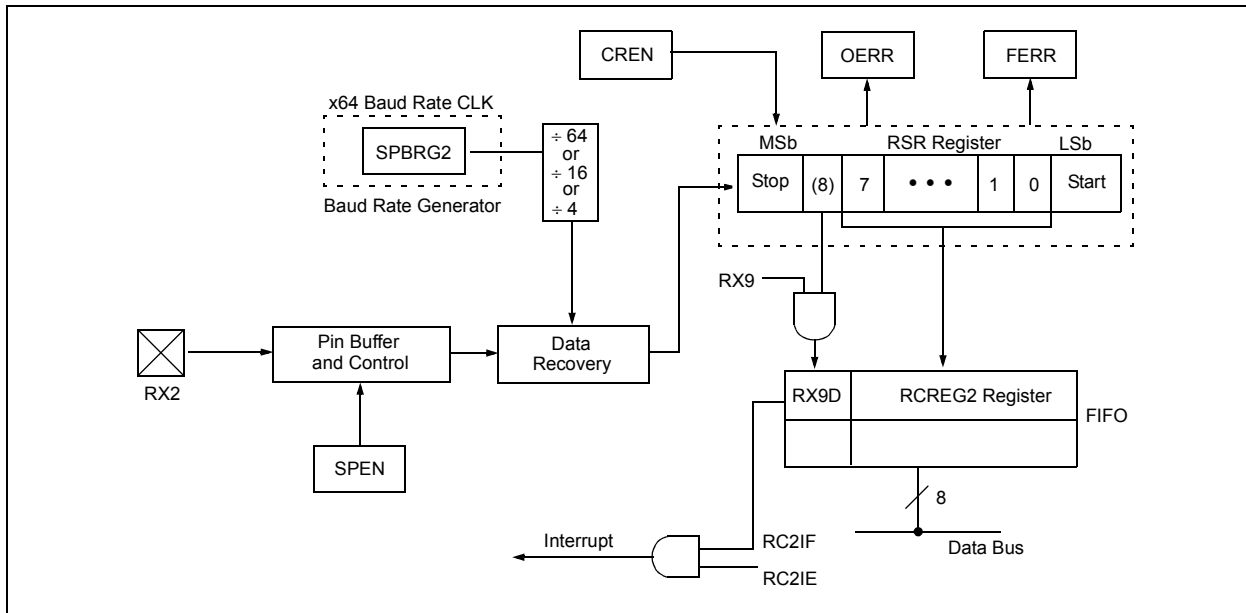 CREN
OERR
FERR
x64 Baud Rate CLK
SPBRG2
Baud Rate Generator
÷ 64
or
÷ 16
or
÷ 4
MSb
RSR Register
LSb
Stop
(8)
7
• • •
1
0
Start
RX9
RX2
Pin Buffer
and Control
Data
Recovery
SPEN
RX9D
RCREG2 Register
FIFO
8
Data Bus
Interrupt
RC2IF
RC2IE